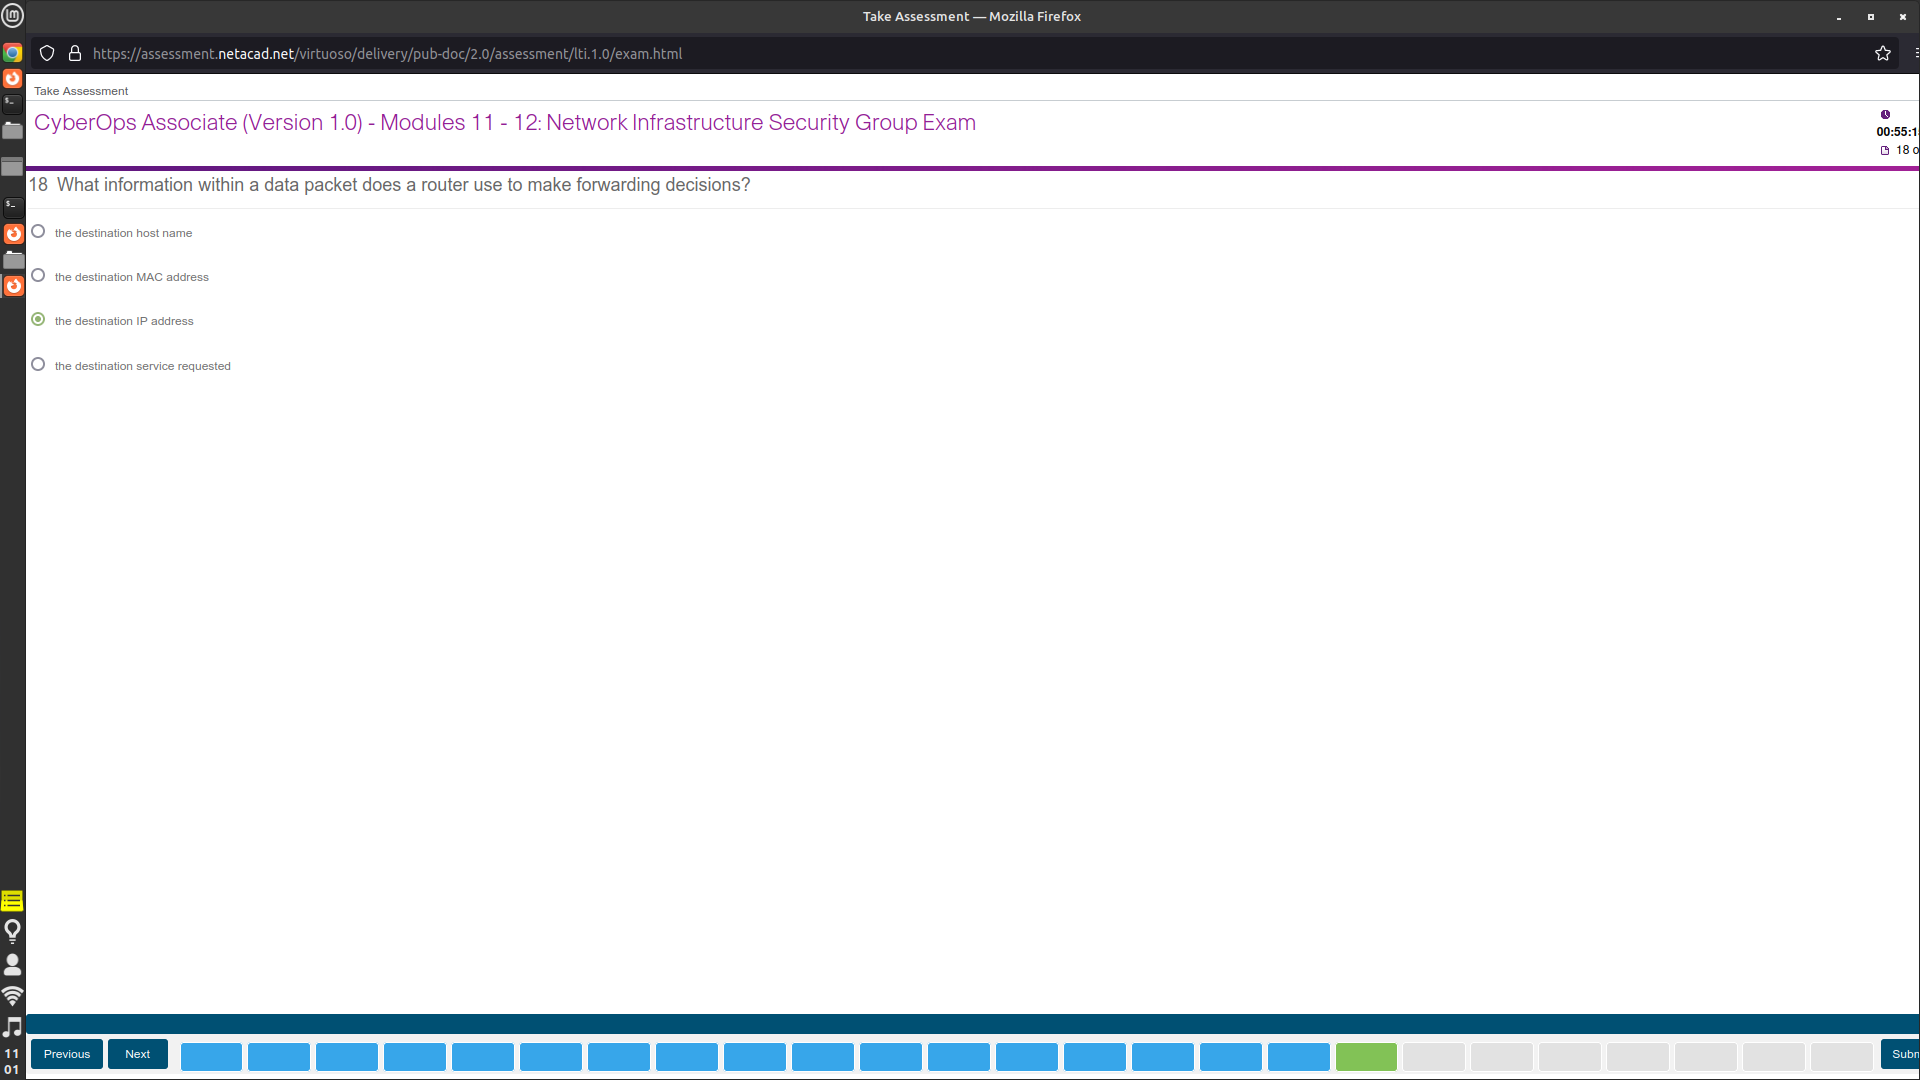 Take Assessment — Mozilla Firefox
https://assessment.netacad.net/virtuoso/delivery/pub-doc/2.0/assessment/lti.1.0/exam.html
Take Assessment
CyberOps Associate (Version 1.0) - Modules 11 - 12: Network Infrastructure Security Group Exam
00:55:1
18 o
18 What information within a data packet does a router use to make forwarding decisions?
the destination host name
the destination MAC address
the destination IP address
the destination service requested
Previous
Next
Subm
11
01